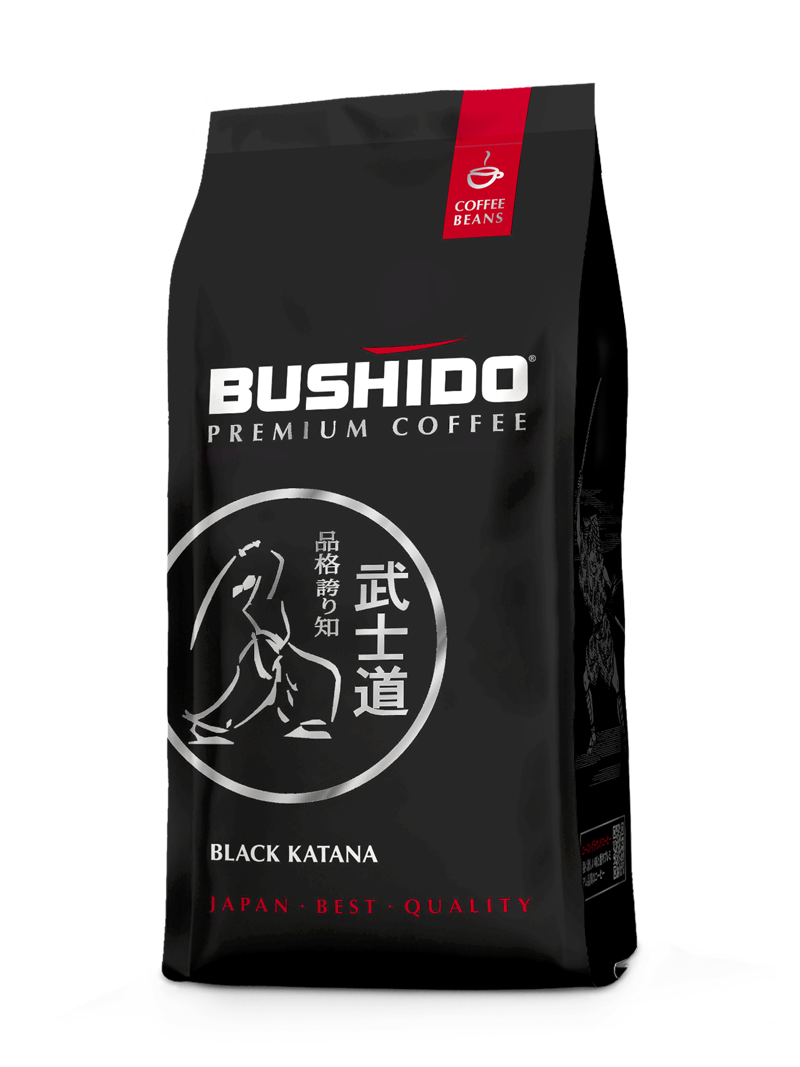 COFFEE
BEANS
BUSHIDO®
PREMIUM COFFEE
武士道
品格誇り知
BLACK KATANA
JAPAN · BEST · QUALITY